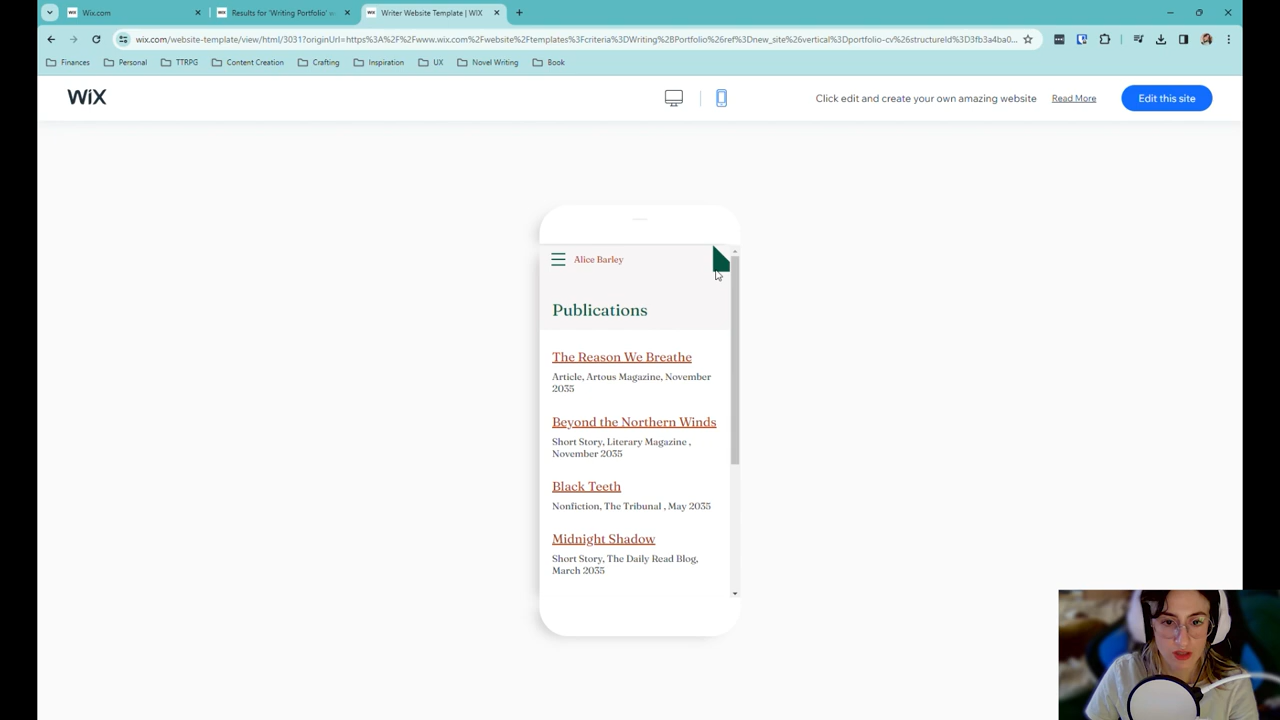 Wix.com
Results for 'Writing Portfolio' w
Writer Website Template | WIX
wix.com/website-template/view/html/3031?originUrl=https%3A%2F%2Fwww.wix.com%2Fwebsite%2Ftemplates%3Fcriteria%3DWriting%2BPortfolio%26ref%3Dnew_site%26vertical%3Dportfolio-cv%26structureId%3D3fb3a4ba0...
Finances
Personal
TTRPG
Content Creation
Crafting
Inspiration
UX
Novel Writing
Book
WiX
Click edit and create your own amazing website
Read More
Edit this site
Alice Barley
Publications
The Reason We Breathe
Article, Artous Magazine, November
2035
Beyond the Northern Winds
Short Story, Literary Magazine ,
November 2035
Black Teeth
Nonfiction, The Tribunal , May 2035
Midnight Shadow
Short Story, The Daily Read Blog,
March 2035